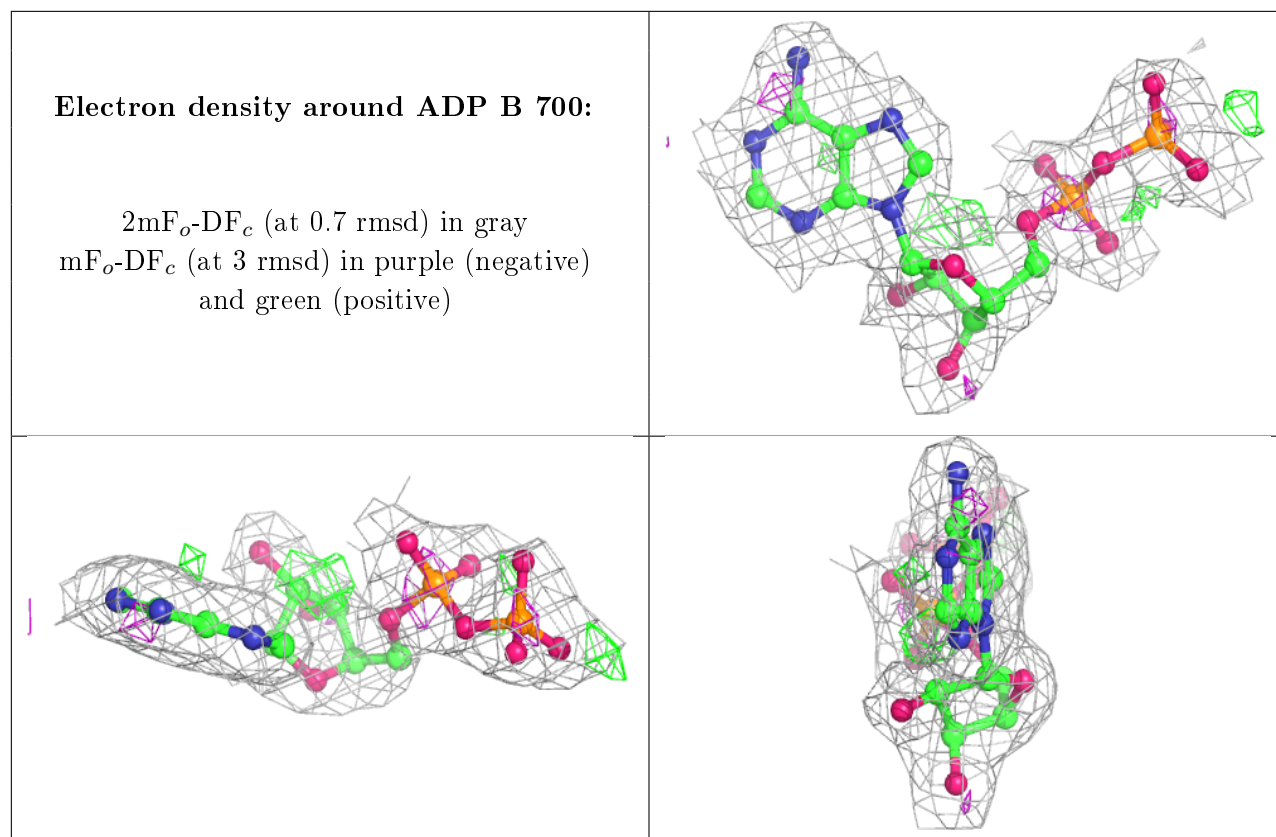 Electron density around ADP B 700:
2mFₒ-DF𝒸 (at 0.7 rmsd) in gray
mFₒ-DF𝒸 (at 3 rmsd) in purple (negative)
and green (positive)